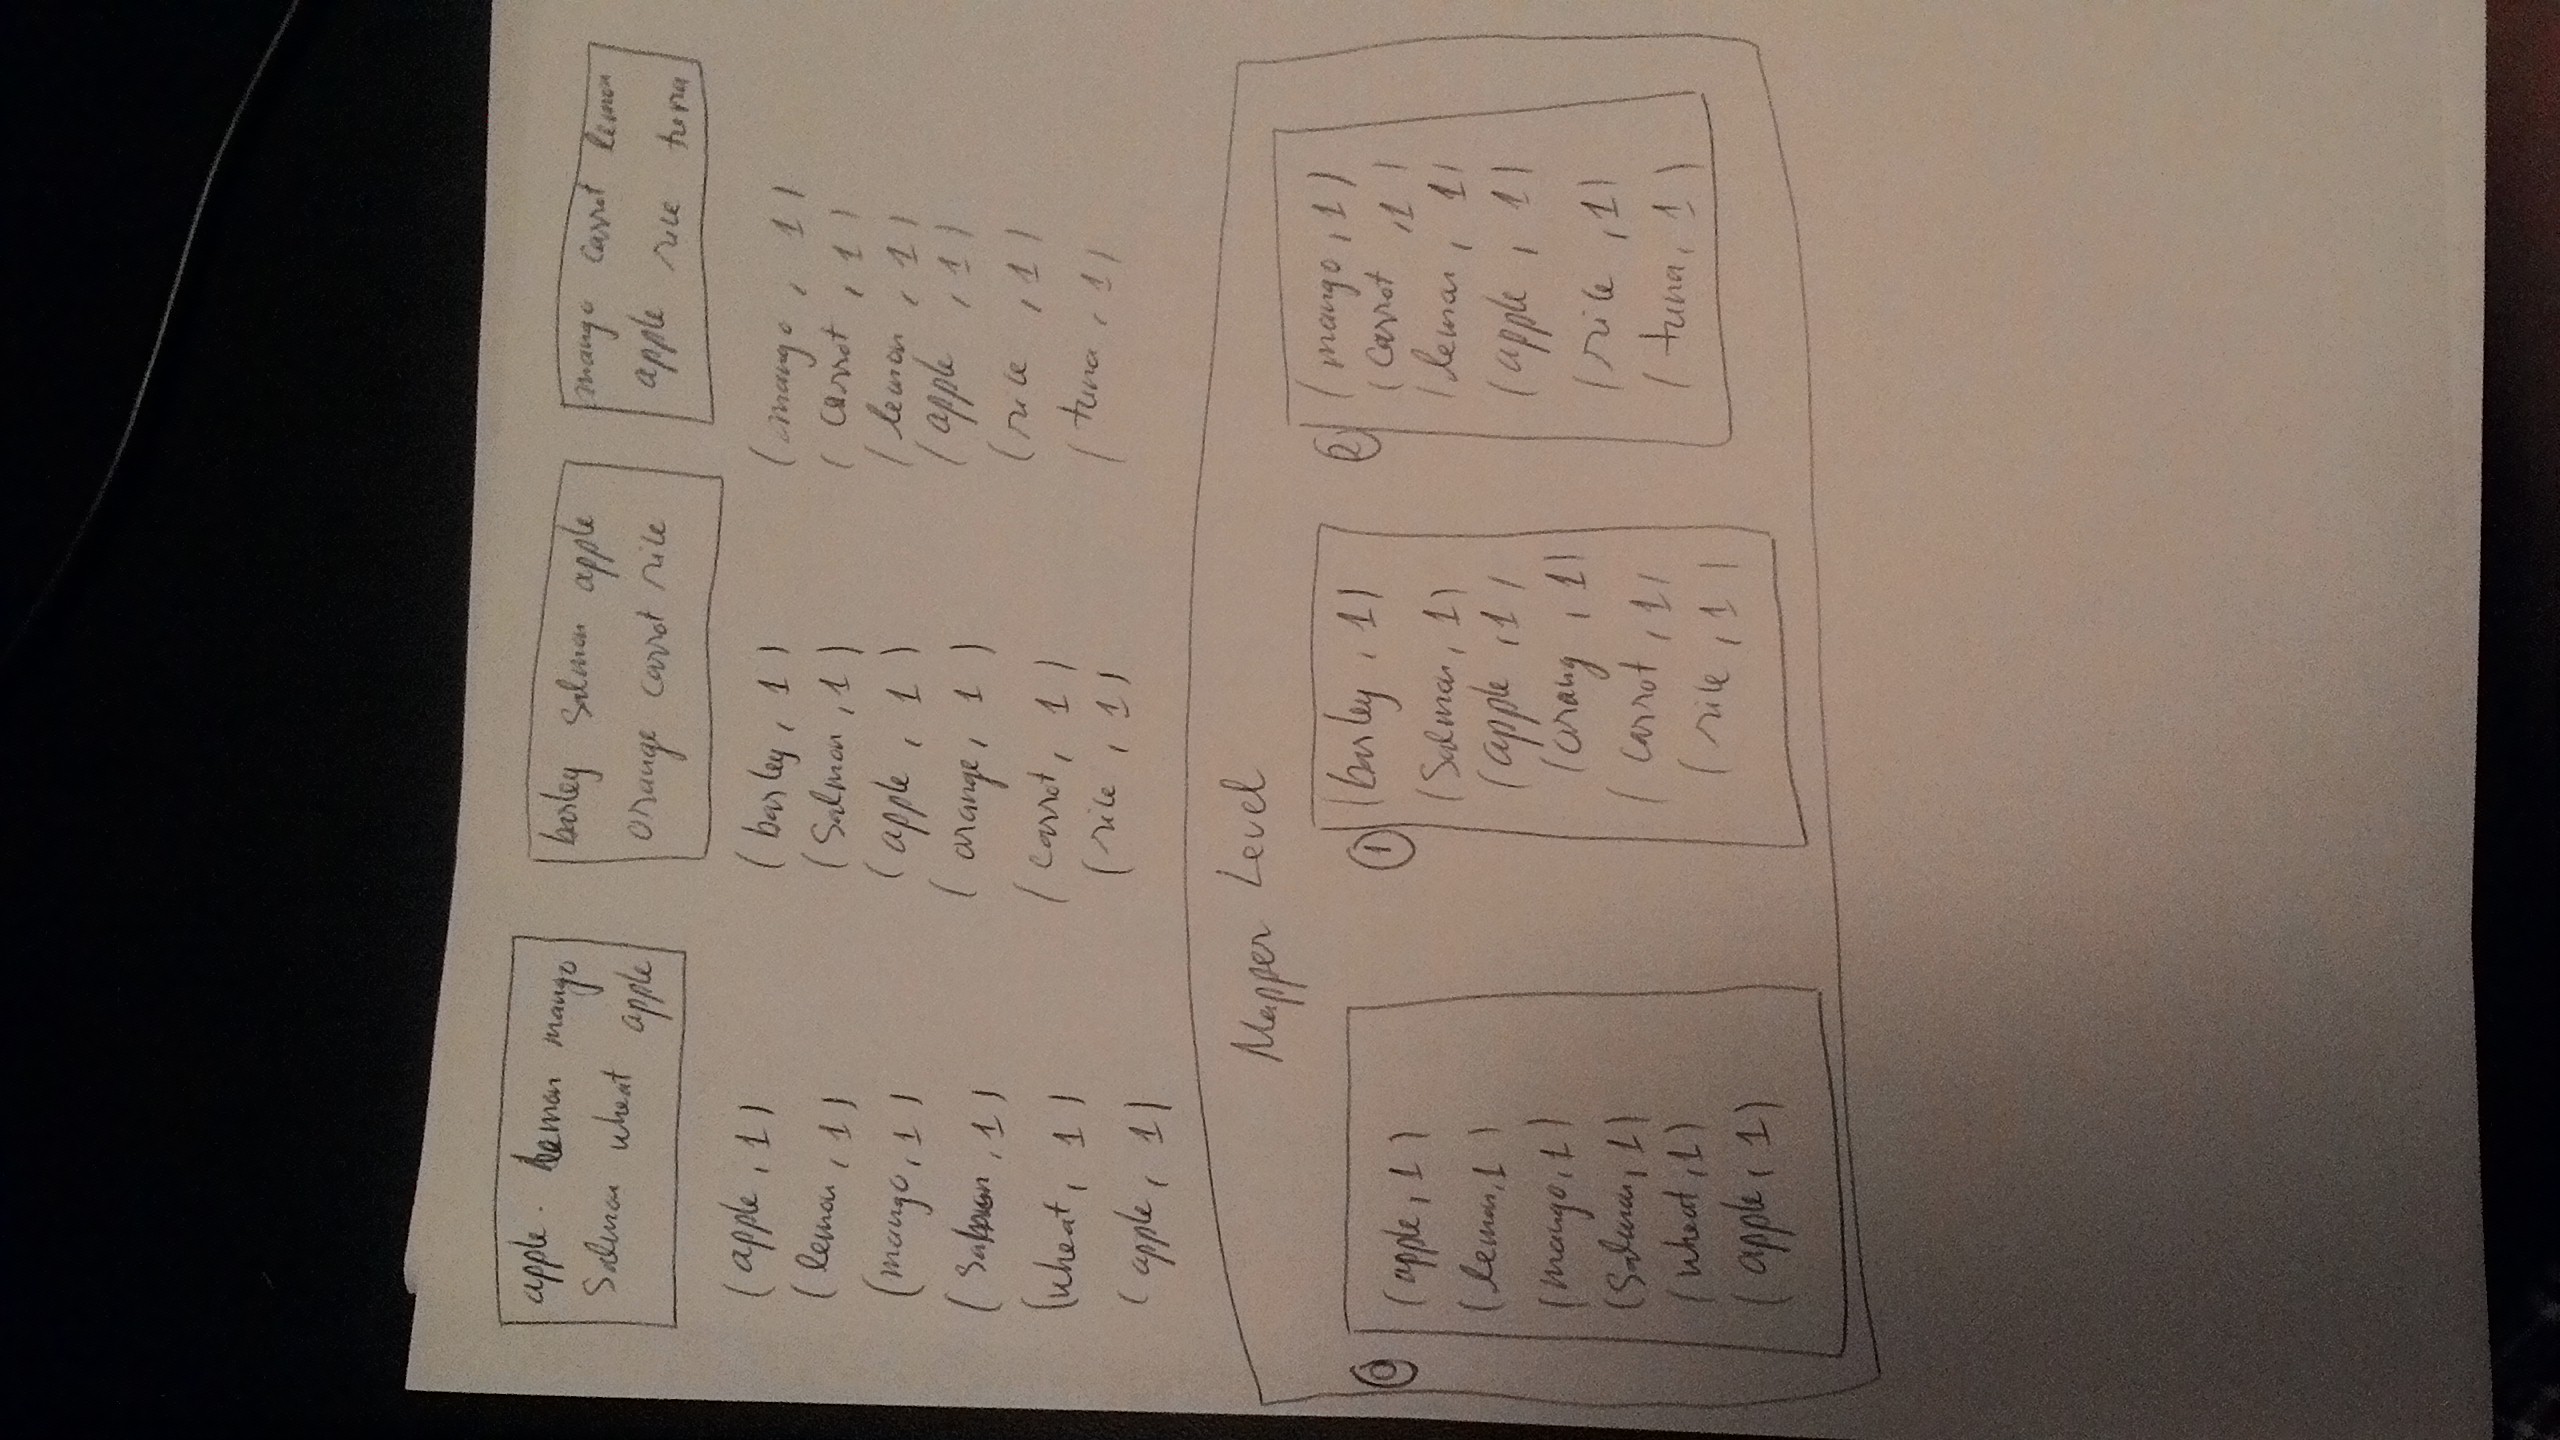 apple. lemon mango
Salmon wheat apple
barley Salmon apple
orange carrot rice
mango carrot lemon
apple rice tuna
(apple, 1)
(lemon, 1)
(mango, 1)
(Salmon, 1)
(wheat, 1)
(apple, 1)
(barley, 1)
(Salmon, 1)
(apple, 1)
(orange, 1)
(carrot, 1)
(rice, 1)
(mango, 1)
(carrot, 1)
(lemon, 1)
(apple, 1)
(rice, 1)
(tuna, 1)
Mapper Level
0
(apple, 1)
(lemon, 1)
(mango, 1)
(Salmon, 1)
(wheat, 1)
(apple, 1)
1
(barley, 1)
(Salmon, 1)
(apple, 1)
(orang, 1)
(carrot, 1)
(rice, 1)
2
(mango, 1)
(carrot, 1)
(lemon, 1)
(apple, 1)
(rice, 1)
(tuna, 1)